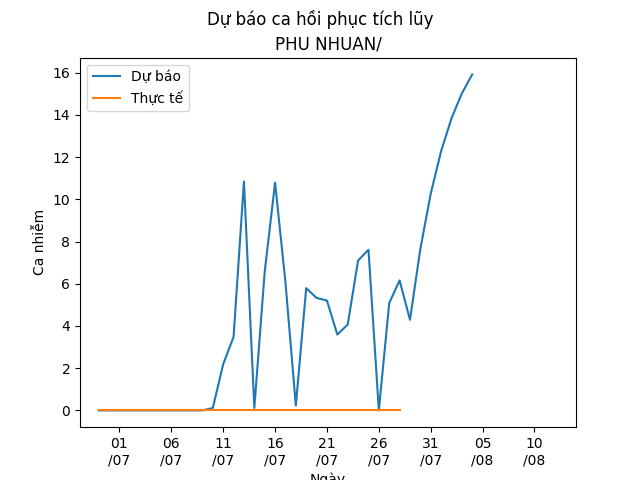 Dự báo ca hồi phục tích lũy
PHU NHUAN/
Dự báo
Thực tế
Ca nhiễm
16
14
12
10
8
6
4
2
0
01 06 11 16 21 26 31 05 10
/07 /07 /07 /07 /07 /07 /07 /08 /08
Ngày